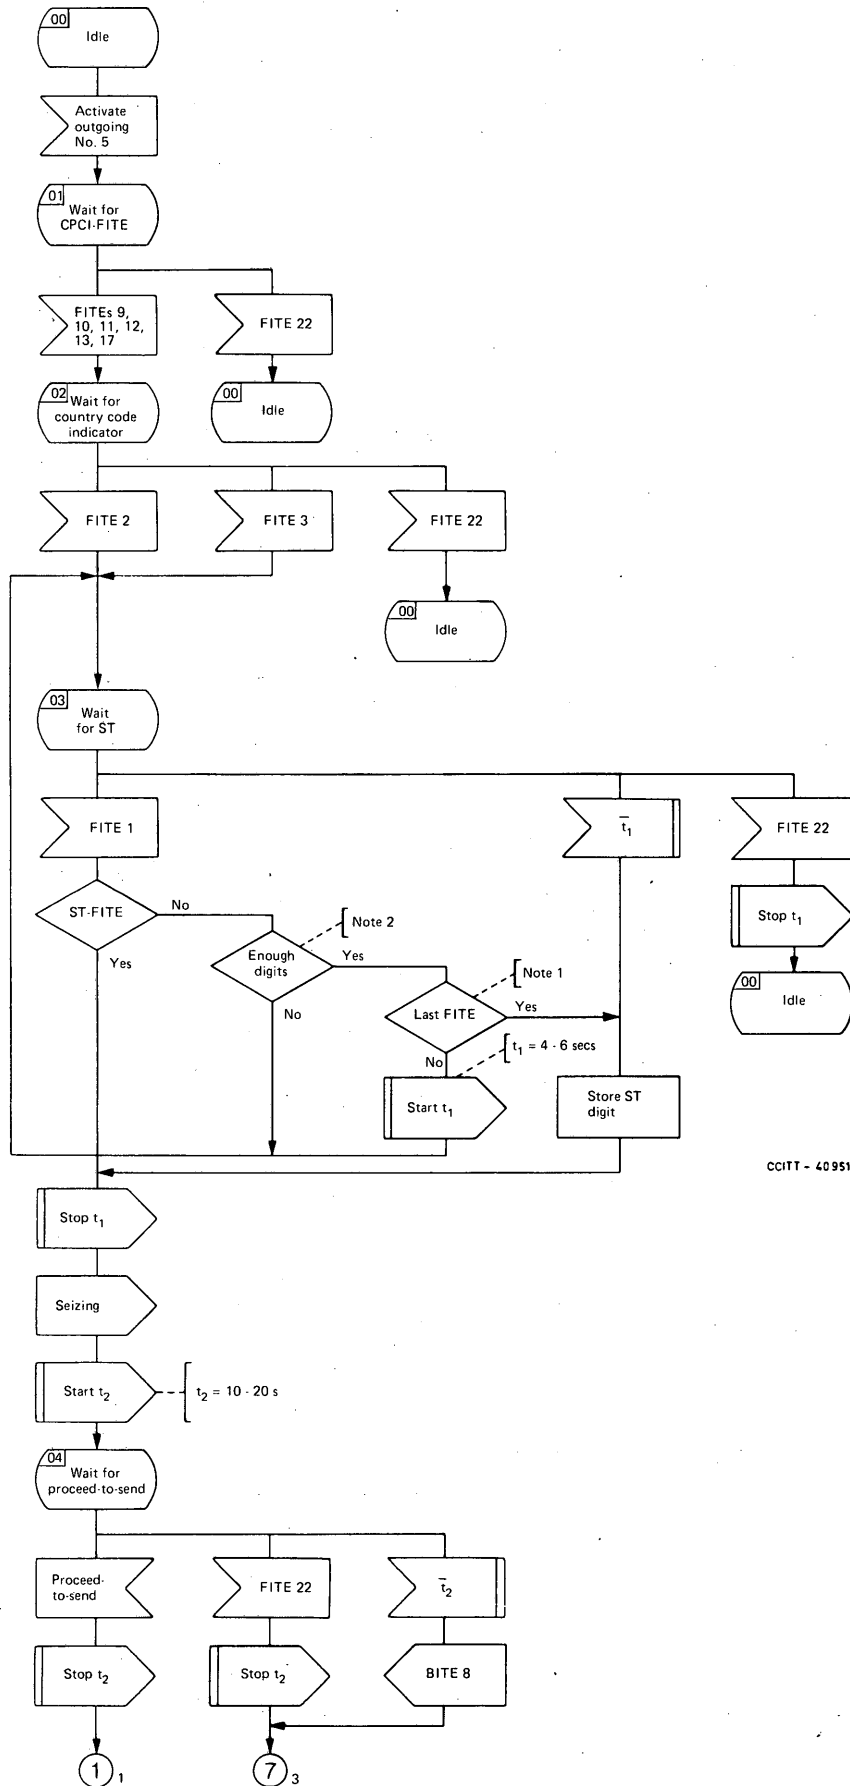 00
Idle
Activate
outgoing
No. 5
01
Wait for
CPCI-FITE
FITEs 9,
10, 11, 12,
13, 17
FITE 22
02
Wait for
country code
indicator
00
Idle
FITE 2
FITE 3
FITE 22
00
Idle
03
Wait
for ST
FITE 1
t1
FITE 22
ST-FITE
No
Yes
Note 2
Enough
digits
Yes
No
Note 1
Last FITE
Yes
No
t1 = 4 - 6 secs
Stop t1
00
Idle
Start t1
Store ST
digit
CCITT - 40951
Stop t1
Seizing
Start t2
t2 = 10 - 20 s
04
Wait for
proceed-to-send
Proceed-
to-send
FITE 22
t2
Stop t2
Stop t2
BITE 8
1 1
7 3